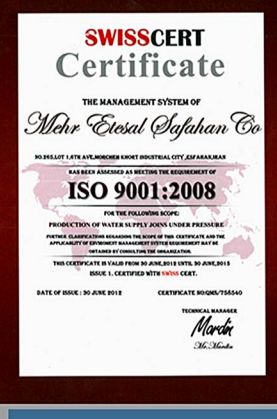 SWISSCERT
Certificate
THE MANAGEMENT SYSTEM OF
Mehr Etesal Safahan Co
NO.265,LOT 1,6TH AVE,MORCHEH KHORT INDUSTRIAL CITY,ESFAHAN,IRAN
HAS BEEN ASSESSED AS MEETING THE REQUIREMENT OF
ISO 9001:2008
FOR THE FOLLOWING SCOPE:
PRODUCTION OF WATER SUPPLY JOINS UNDER PRESSURE
FURTHER CLARIFICATIONS REGARDING THE SCOPE OF THIS CERTIFICATE AND THE
APPLICABILITY OF ENVIROMENT MANAGEMENT SYSTEM REQUIREMENT MAY BE
OBTAINED BY CONSULTING THE ORGANIZATION.
THIS CERTIFICATE IS VALID FROM 30 JUNE,2012 UNTIL 30 JUNE,2015
ISSUE 1. CERTIFIED WITH SWISS CERT.
DATE OF ISSUE : 30 JUNE 2012 CERTIFICATE NO:QMS/756540
TECHNICAL MANAGER
Mardin
Mr. Mardin